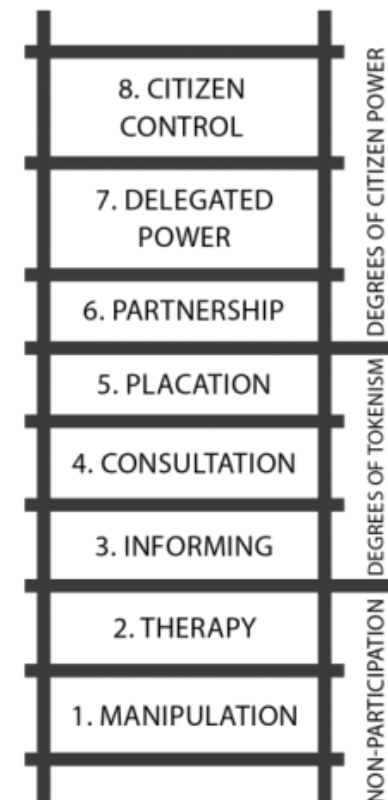 8. CITIZEN
CONTROL
7. DELEGATED
POWER
6. PARTNERSHIP
5. PLACATION
4. CONSULTATION
3. INFORMING
2. THERAPY
1. MANIPULATION
DEGREES OF CITIZEN POWER
DEGREES OF TOKENISM
NON-PARTICIPATION